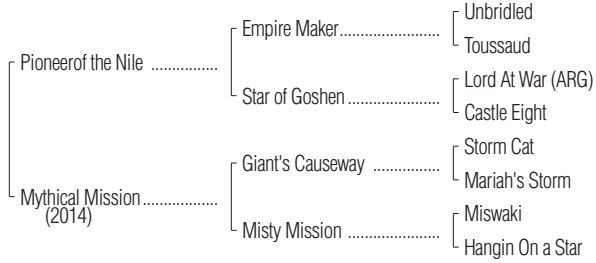 Unbridled
Empire Maker....................
Toussaud
Pioneerof the Nile ................
Lord At War (ARG)
Star of Goshen ....................
Castle Eight
Storm Cat
Giant's Causeway ..............
Mariah's Storm
Mythical Mission..................
(2014)
Miswaki
Misty Mission ....................
Hangin On a Star